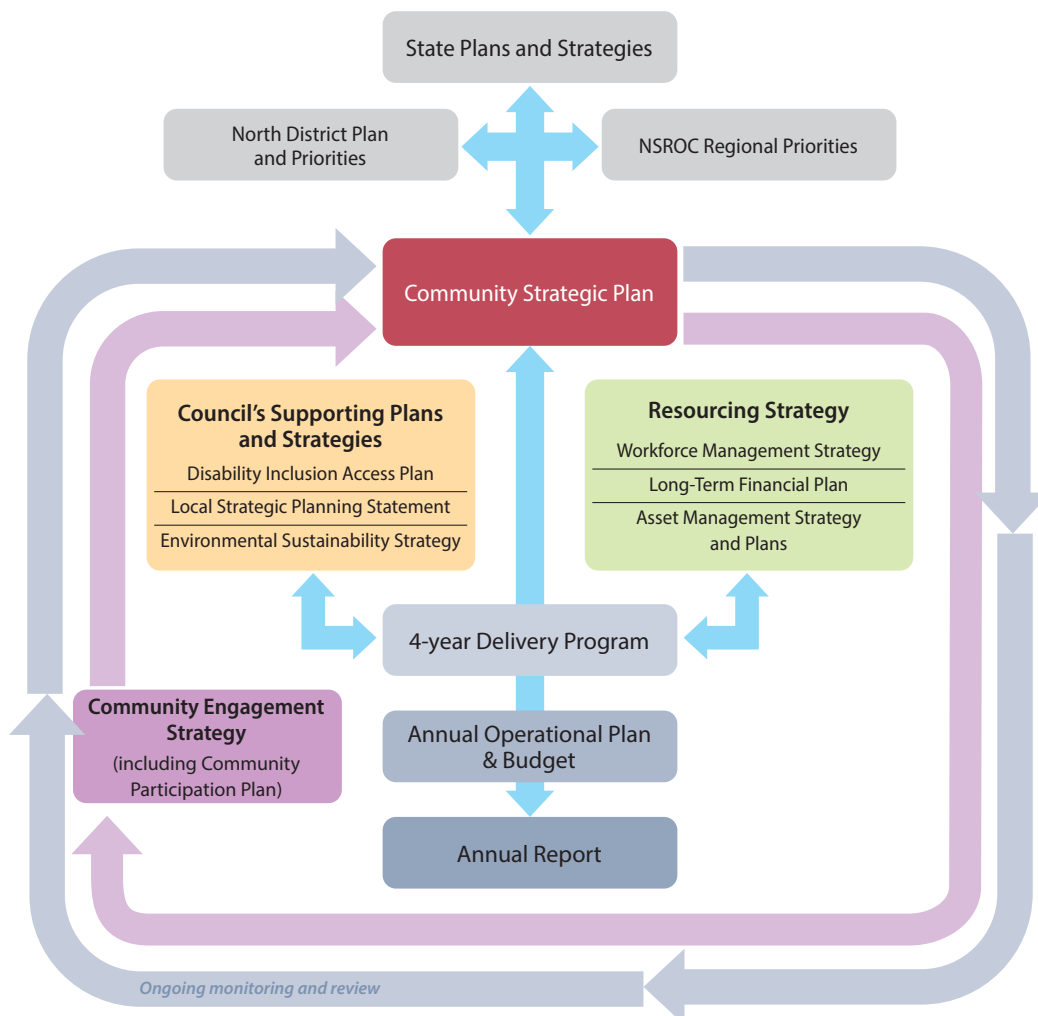 State Plans and Strategies
North District Plan
and Priorities
NSROC Regional Priorities
Community Strategic Plan
Council’s Supporting Plans
and Strategies
Disability Inclusion Access Plan
Local Strategic Planning Statement
Environmental Sustainability Strategy
Resourcing Strategy
Workforce Management Strategy
Long-Term Financial Plan
Asset Management Strategy
and Plans
4-year Delivery Program
Community Engagement
Strategy
(including Community
Participation Plan)
Annual Operational Plan
& Budget
Annual Report
Ongoing monitoring and review